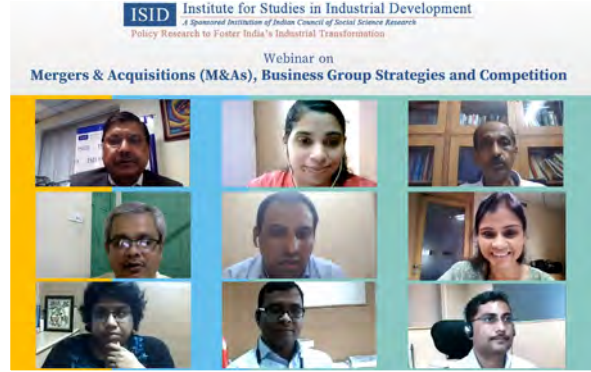 ISID
Institute for Studies in Industrial Development
A Sponsored Institution of Indian Council of Social Science Research
Policy Research to Foster India's Industrial Transformation
Webinar on
Mergers & Acquisitions (M&As), Business Group Strategies and Competition